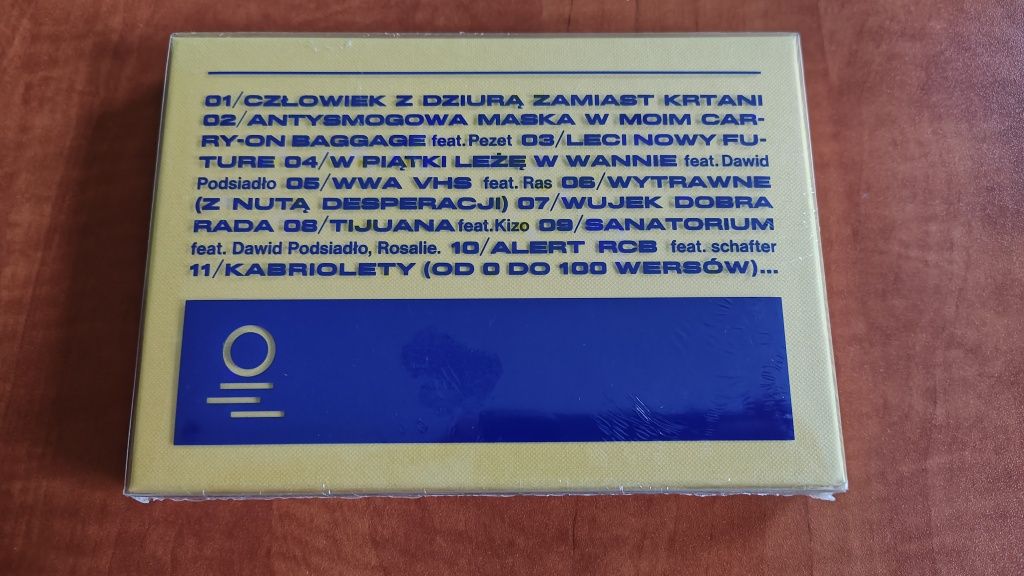 01/CZŁOWIEK Z DZIURĄ ZAMIAST KRTANI
02/ANTYSMOGOWA MASKA W MOIM CAR-
RY-ON BAGGAGE feat. Pezet 03/LECI NOWY FU-
TURE 04/W PIĄTKI LEŻĘ W WANNIE feat. Dawid
Podsiadło 05/WWA VHS feat. Ras 06/WYTRAWNE
(Z NUTĄ DESPERACJI) 07/WUJEK DOBRA
RADA 08/TIJUANA feat. Kizo 09/SANATORIUM
feat. Dawid Podsiadło, Rosalie. 10/ALERT RCB feat. schafter
11/KABRIOLETY (OD 0 DO 100 WERSÓW)...